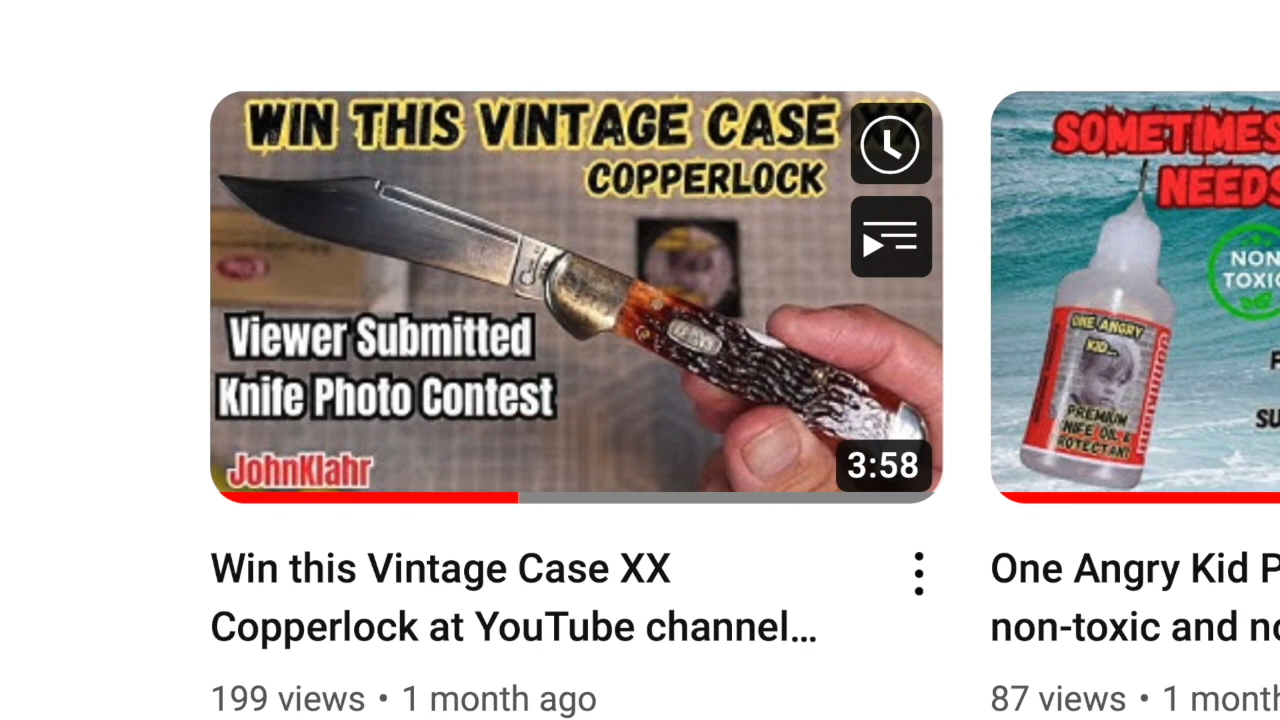 WIN THIS VINTAGE CASE XX
COPPERLOCK
Viewer Submitted
Knife Photo Contest
JohnKlahr
3:58
Win this Vintage Case XX
Copperlock at YouTube channel...
199 views • 1 month ago
SOMETIMES
NEEDS
NON
TOXIC
ONE ANGRY
KID...
PREMIUM
KNIFE OIL &
PROTECTANT
F
SU
One Angry Kid P
non-toxic and no
87 views • 1 month